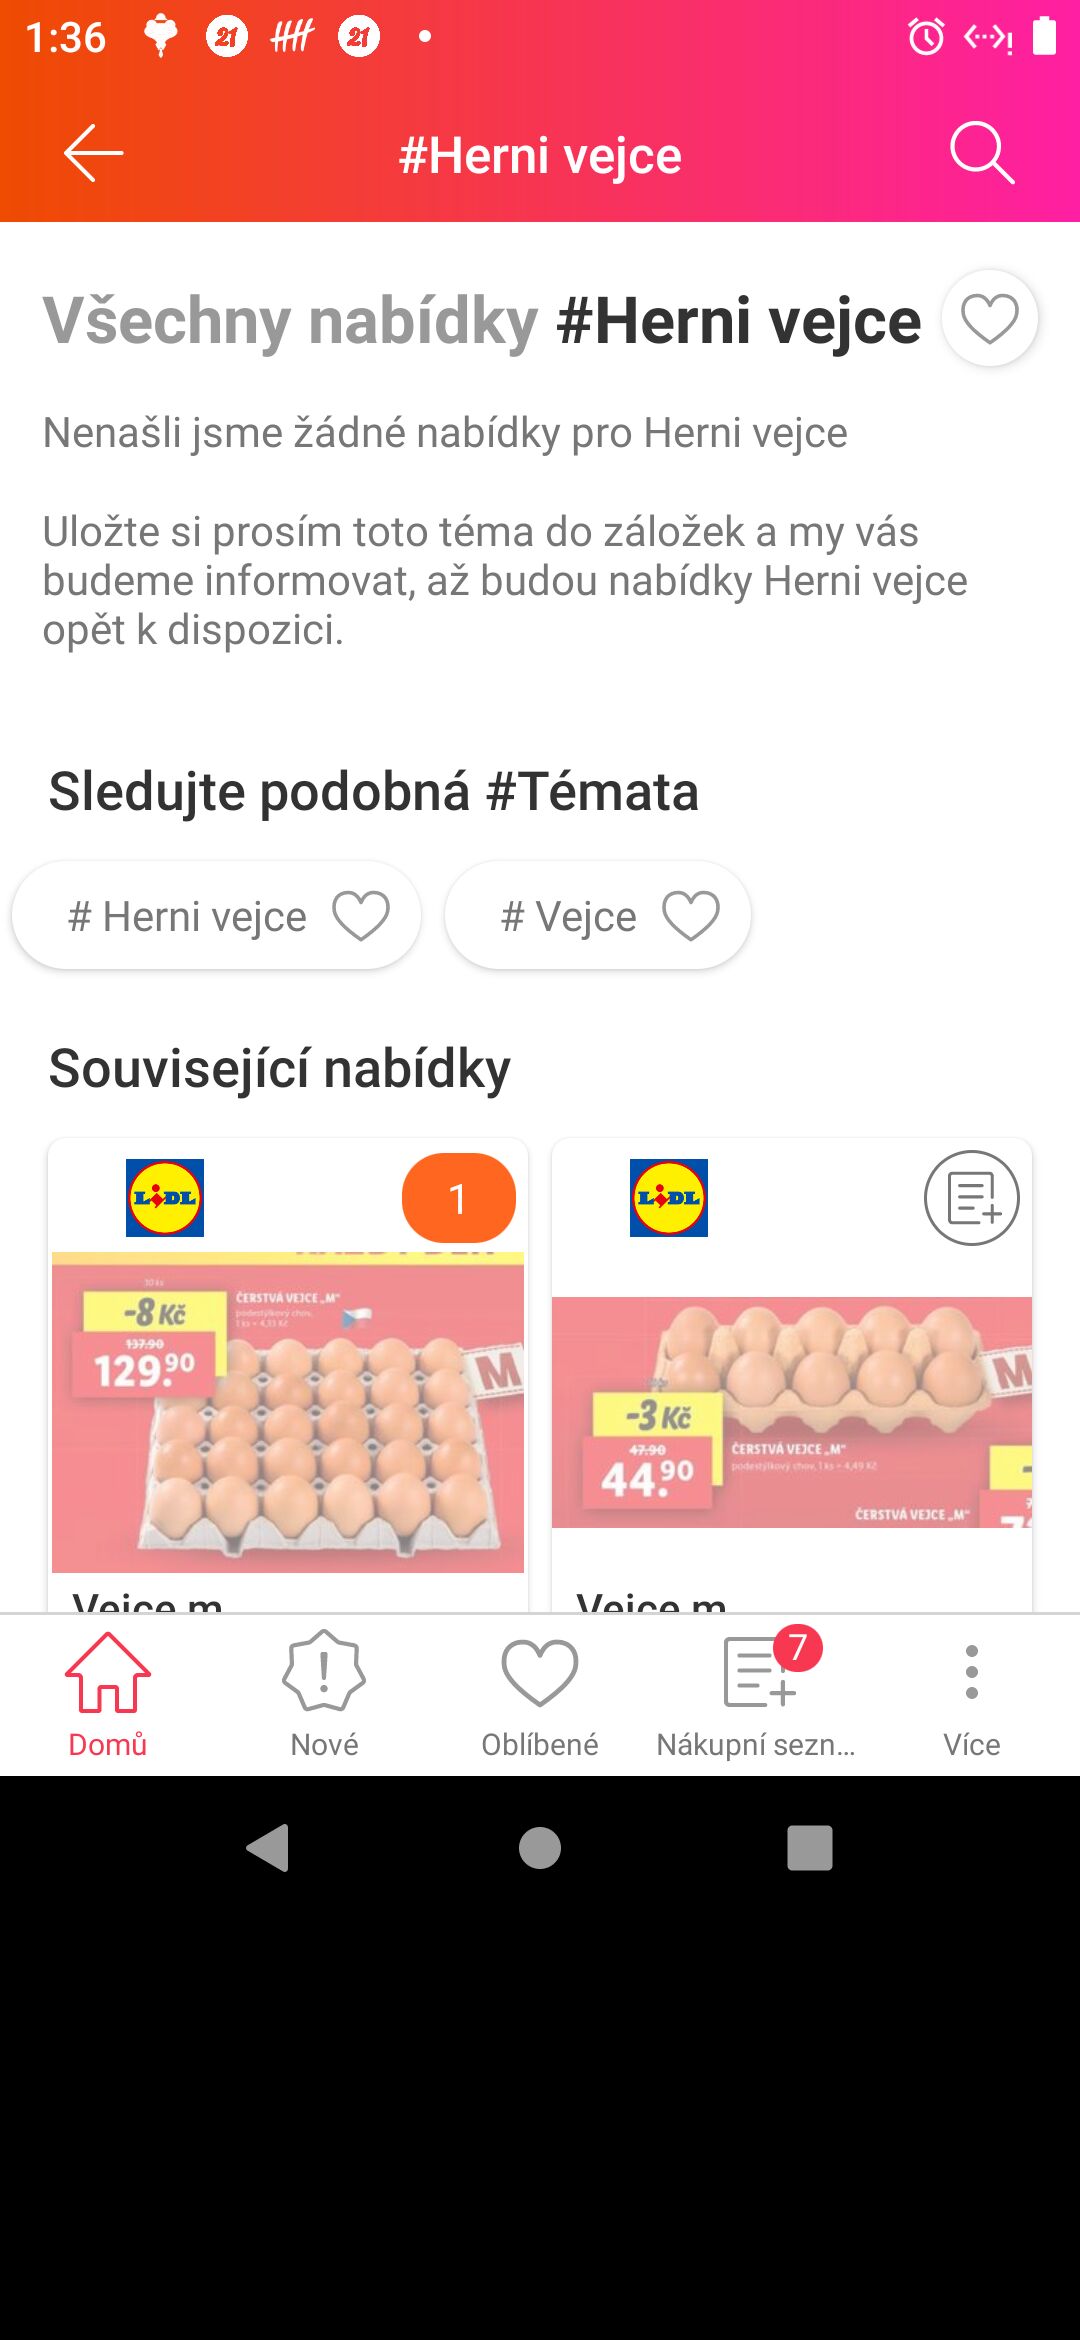 1:36
#Herni vejce
Všechny nabídky #Herni vejce
Nenašli jsme žádné nabídky pro Herni vejce
Uložte si prosím toto téma do záložek a my vás
budeme informovat, až budou nabídky Herni vejce
opět k dispozici.
Sledujte podobná #Témata
# Herni vejce
# Vejce
Související nabídky
LIDL
1
LIDL
10 ks
-8 Kč
137.90
129.90
ČERSTVÁ VEJCE „M“
podestýlkový chov,
1 ks = 4,33 Kč
M
-3 Kč
47.90
44.90
ČERSTVÁ VEJCE „M“
podestýlkový chov, 1 ks = 4,49 Kč
M
ČERSTVÁ VEJCE „M“
Vejce m
Vejce m
7
Domů
Nové
Oblíbené
Nákupní sezn...
Více